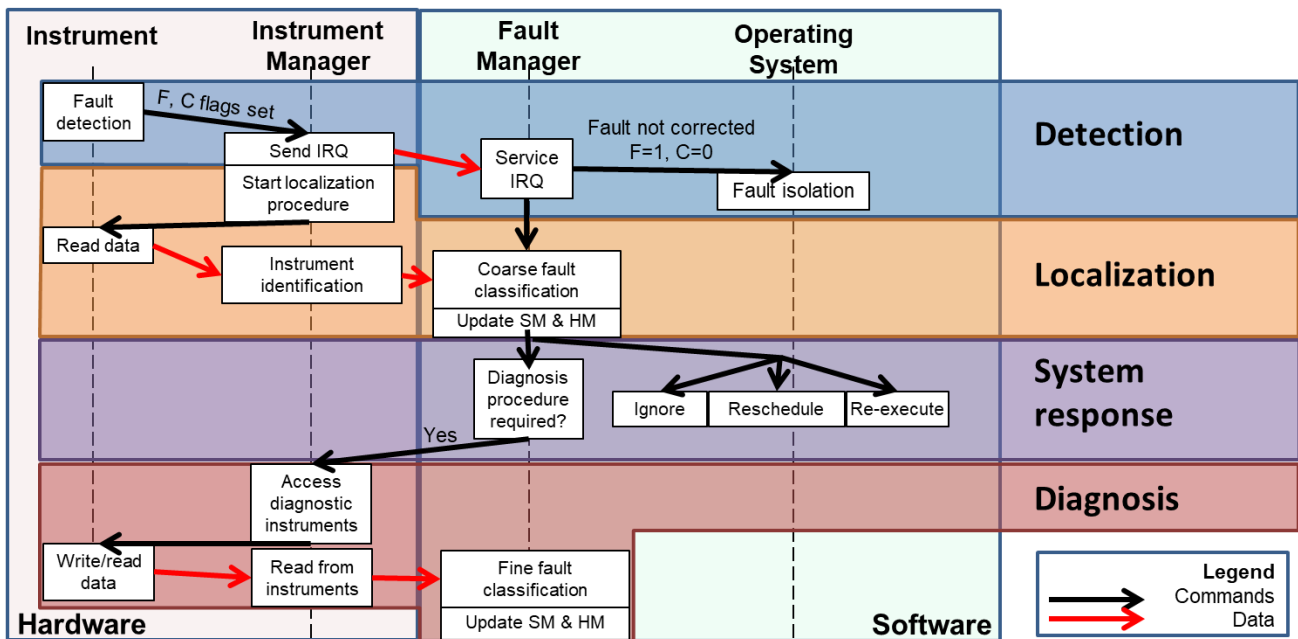 Instrument
Instrument
Manager
Fault
Manager
Operating
System
Fault
detection
F, C flags set
Send IRQ
Start localization
procedure
Service
IRQ
Fault not corrected
F=1, C=0
Fault isolation
Detection
Read data
Instrument
identification
Coarse fault
classification
Update SM & HM
Localization
Diagnosis
procedure
required?
Ignore
Reschedule
Re-execute
System
response
Yes
Access
diagnostic
instruments
Diagnosis
Write/read
data
Read from
instruments
Fine fault
classification
Update SM & HM
Hardware
Software
Legend
Commands
Data